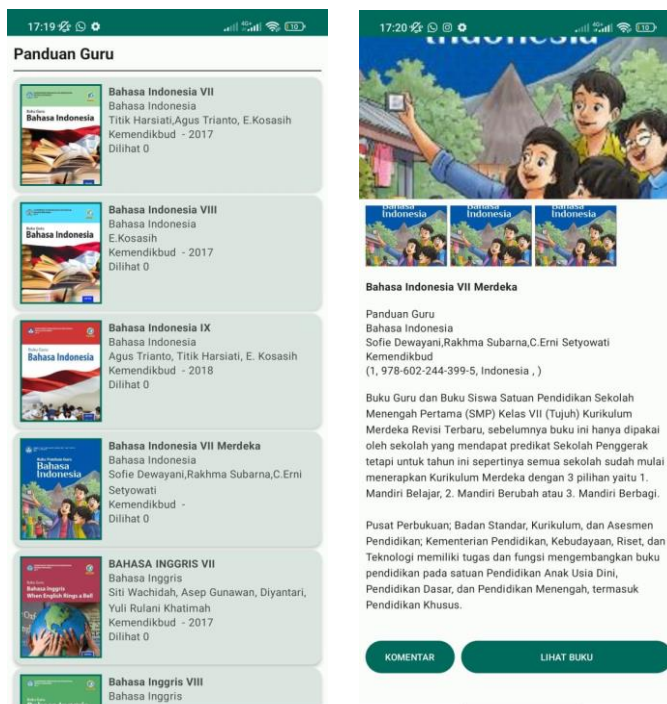 17:19
Panduan Guru
Buku Guru
Bahasa Indonesia
Bahasa Indonesia VII
Bahasa Indonesia
Titik Harsiati,Agus Trianto, E.Kosasih
Kemendikbud - 2017
Dilihat 0
Buku Guru
Bahasa Indonesia
Bahasa Indonesia VIII
Bahasa Indonesia
E.Kosasih
Kemendikbud - 2017
Dilihat 0
Buku Guru
Bahasa Indonesia
Bahasa Indonesia IX
Bahasa Indonesia
Agus Trianto, Titik Harsiati, E. Kosasih
Kemendikbud - 2018
Dilihat 0
Buku Panduan Guru
Bahasa
Indonesia
Bahasa Indonesia VII Merdeka
Bahasa Indonesia
Sofie Dewayani,Rakhma Subarna,C.Erni
Setyowati
Kemendikbud -
Dilihat 0
Bahasa Inggris
When English Rings a Bell
BAHASA INGGRIS VII
Bahasa Inggris
Siti Wachidah, Asep Gunawan, Diyantari,
Yuli Rulani Khatimah
Kemendikbud - 2017
Dilihat 0
Bahasa Inggris
Bahasa Inggris VIII
Bahasa Inggris
17:20
Indonesia
Bahasa
Indonesia
Bahasa
Indonesia
Bahasa
Indonesia
Bahasa Indonesia VII Merdeka
Panduan Guru
Bahasa Indonesia
Sofie Dewayani,Rakhma Subarna,C.Erni Setyowati
Kemendikbud
(1, 978-602-244-399-5, Indonesia , )
Buku Guru dan Buku Siswa Satuan Pendidikan Sekolah
Menengah Pertama (SMP) Kelas VII (Tujuh) Kurikulum
Merdeka Revisi Terbaru, sebelumnya buku ini hanya dipakai
oleh sekolah yang mendapat predikat Sekolah Penggerak
tetapi untuk tahun ini sepertinya semua sekolah sudah mulai
menerapkan Kurikulum Merdeka dengan 3 pilihan yaitu 1.
Mandiri Belajar, 2. Mandiri Berubah atau 3. Mandiri Berbagi.
Pusat Perbukuan; Badan Standar, Kurikulum, dan Asesmen
Pendidikan; Kementerian Pendidikan, Kebudayaan, Riset, dan
Teknologi memiliki tugas dan fungsi mengembangkan buku
pendidikan pada satuan Pendidikan Anak Usia Dini,
Pendidikan Dasar, dan Pendidikan Menengah, termasuk
Pendidikan Khusus.
KOMENTAR
LIHAT BUKU